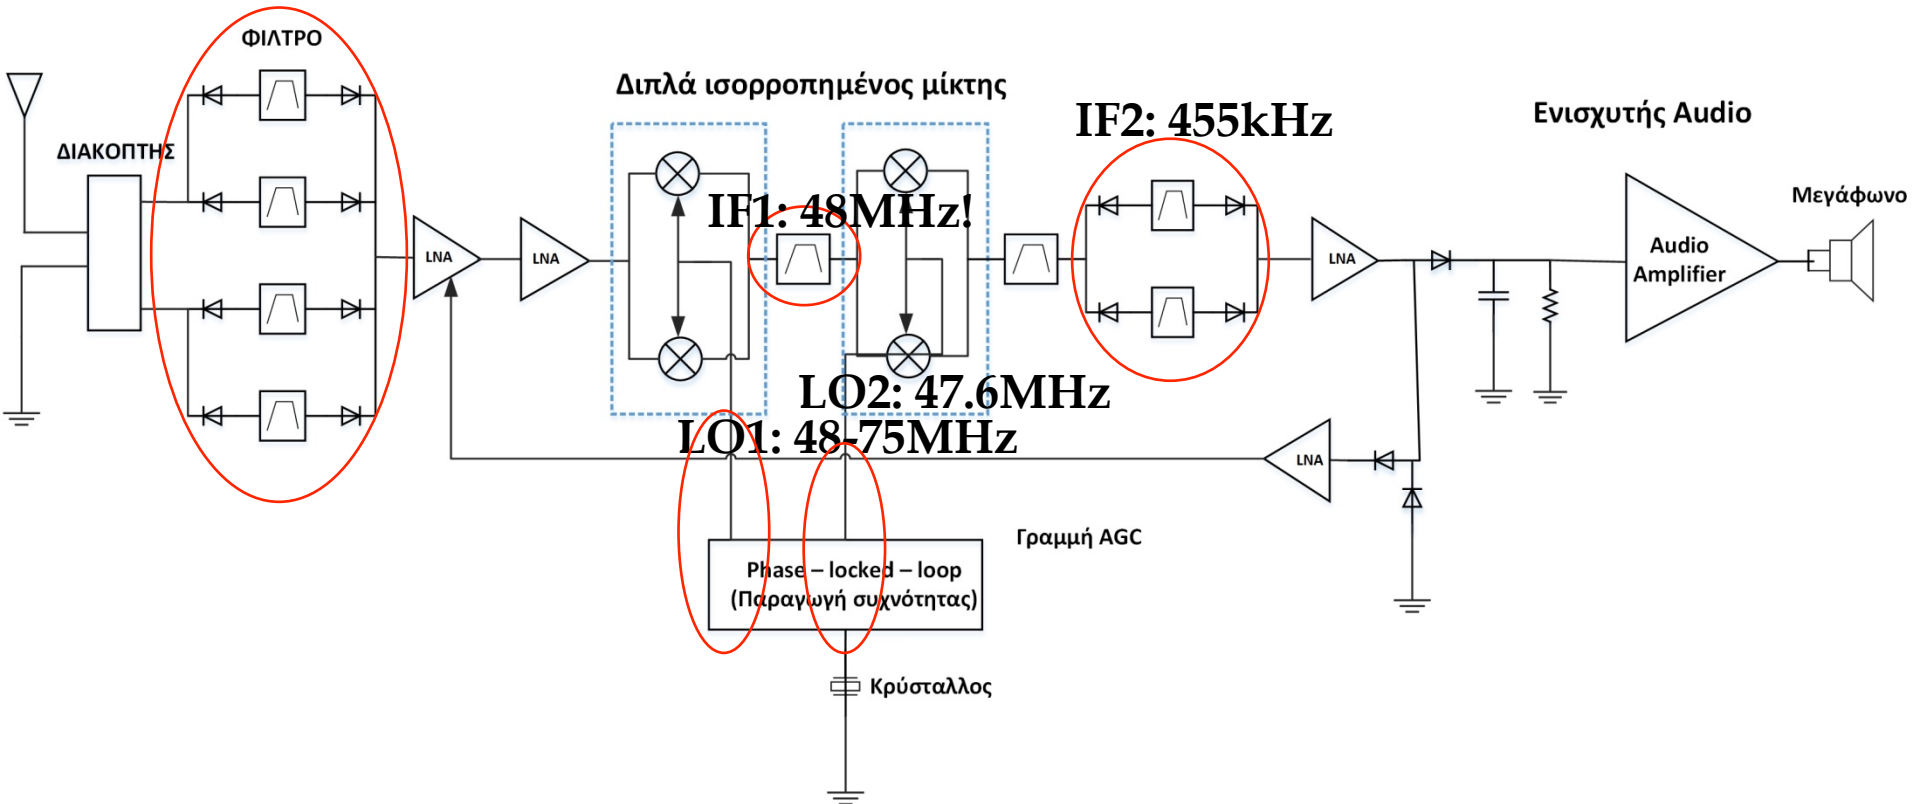 ΦΙΛΤΡΟ
Διπλά ισορροπημένος μίκτης
IF2: 455kHz
Ενισχυτής Audio
ΔΙΑΚΟΠΤΗΣ
Μεγάφωνο
IF1: 48MHz!
LNA
LNA
LNA
Audio
Amplifier
LO2: 47.6MHz
LO1: 48-75MHz
LNA
Γραμμή AGC
Phase – locked – loop
(Παραγωγή συχνότητας)
Κρύσταλλος